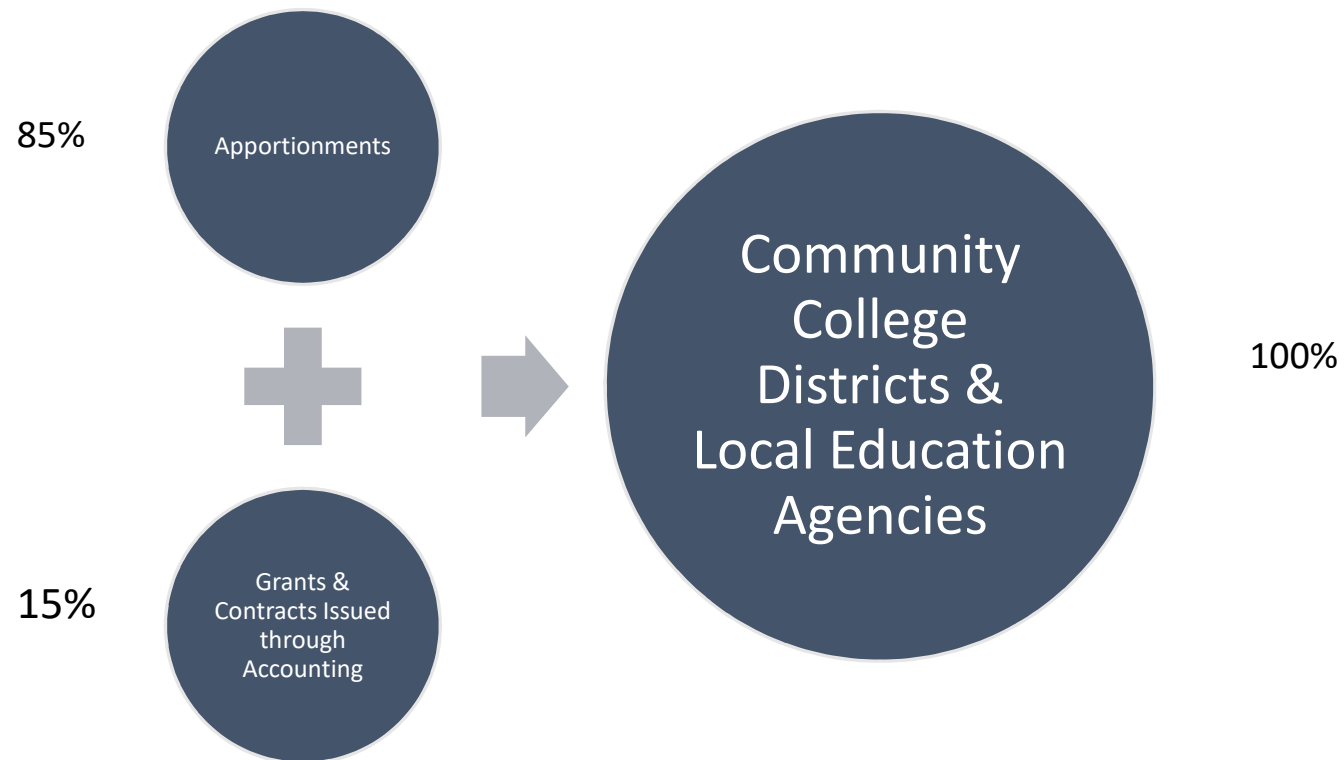 85%
Apportionments
15%
Grants &
Contracts Issued
through
Accounting
Community
College
Districts &
Local Education
Agencies
100%